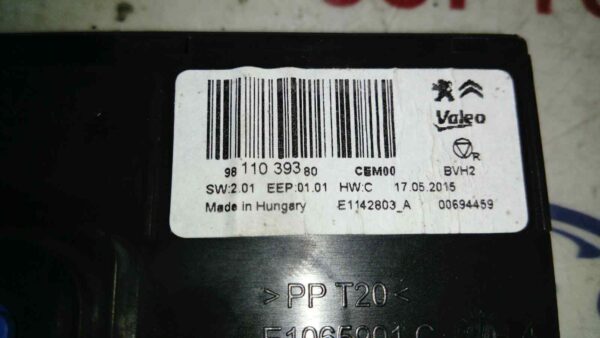 Valeo
98 110 393 80 CEM00 BVH2
SW:2.01 EEP:01.01 HW:C 17.05.2015
Made in Hungary E1142803_A 00694459
>PP T20<